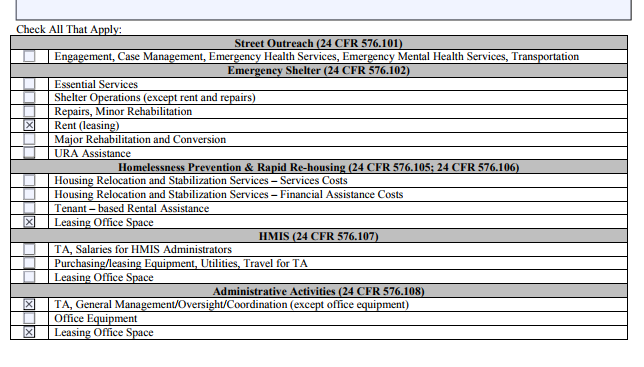 Check All That Apply:
Street Outreach (24 CFR 576.101)
Engagement, Case Management, Emergency Health Services, Emergency Mental Health Services, Transportation
Emergency Shelter (24 CFR 576.102)
Essential Services
Shelter Operations (except rent and repairs)
Repairs, Minor Rehabilitation
Rent (leasing)
Major Rehabilitation and Conversion
URA Assistance
Homelessness Prevention & Rapid Re-housing (24 CFR 576.105; 24 CFR 576.106)
Housing Relocation and Stabilization Services – Services Costs
Housing Relocation and Stabilization Services – Financial Assistance Costs
Tenant – based Rental Assistance
Leasing Office Space
HMIS (24 CFR 576.107)
TA, Salaries for HMIS Administrators
Purchasing/leasing Equipment, Utilities, Travel for TA
Leasing Office Space
Administrative Activities (24 CFR 576.108)
TA, General Management/Oversight/Coordination (except office equipment)
Office Equipment
Leasing Office Space